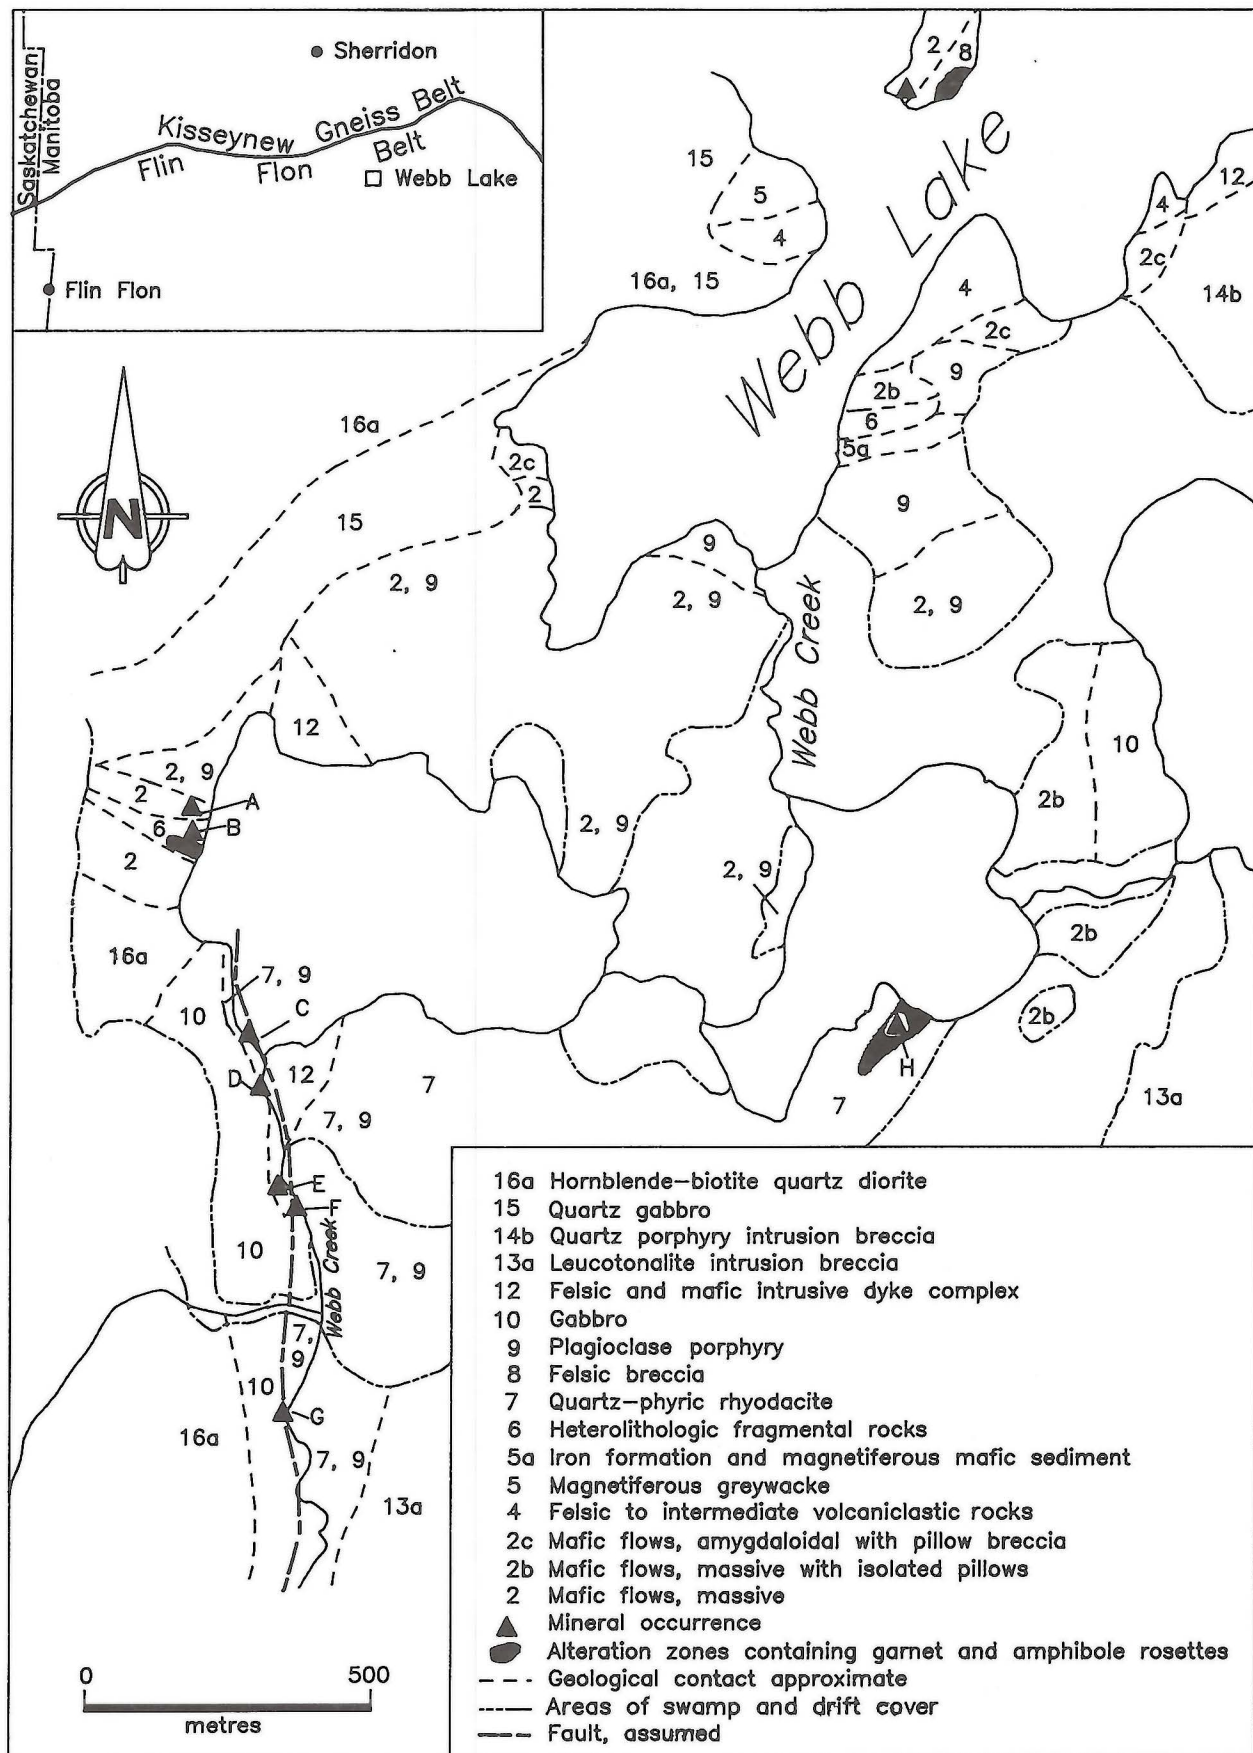 Saskatchewan
Manitoba
Sherridon
Kisseynew Gneiss Belt
Flin Flon Belt
Webb Lake
Flin Flon
2
8
Webb Lake
15
5
4
16a, 15
12
4
2c
14b
4
2c
9
2b
6
5a
9
2, 9
16a
15
2c
2
N
2, 9
9
2, 9
Webb Creek
12
10
2b
2, 9
2
A
6
B
2
2, 9
2, 9
16a
2b
7, 9
10
C
2b
D
12
7
H
7
13a
7, 9
E
F
10
Webb Creek
7, 9
7,
9
10
G
16a
7, 9
13a
0 500
metres
16a Hornblende-biotite quartz diorite
15 Quartz gabbro
14b Quartz porphyry intrusion breccia
13a Leucotonalite intrusion breccia
12 Felsic and mafic intrusive dyke complex
10 Gabbro
9 Plagioclase porphyry
8 Felsic breccia
7 Quartz-phyric rhyodacite
6 Heterolithologic fragmental rocks
5a Iron formation and magnetiferous mafic sediment
5 Magnetiferous greywacke
4 Felsic to intermediate volcaniclastic rocks
2c Mafic flows, amygdaloidal with pillow breccia
2b Mafic flows, massive with isolated pillows
2 Mafic flows, massive
Mineral occurrence
Alteration zones containing garnet and amphibole rosettes
Geological contact approximate
Areas of swamp and drift cover
Fault, assumed